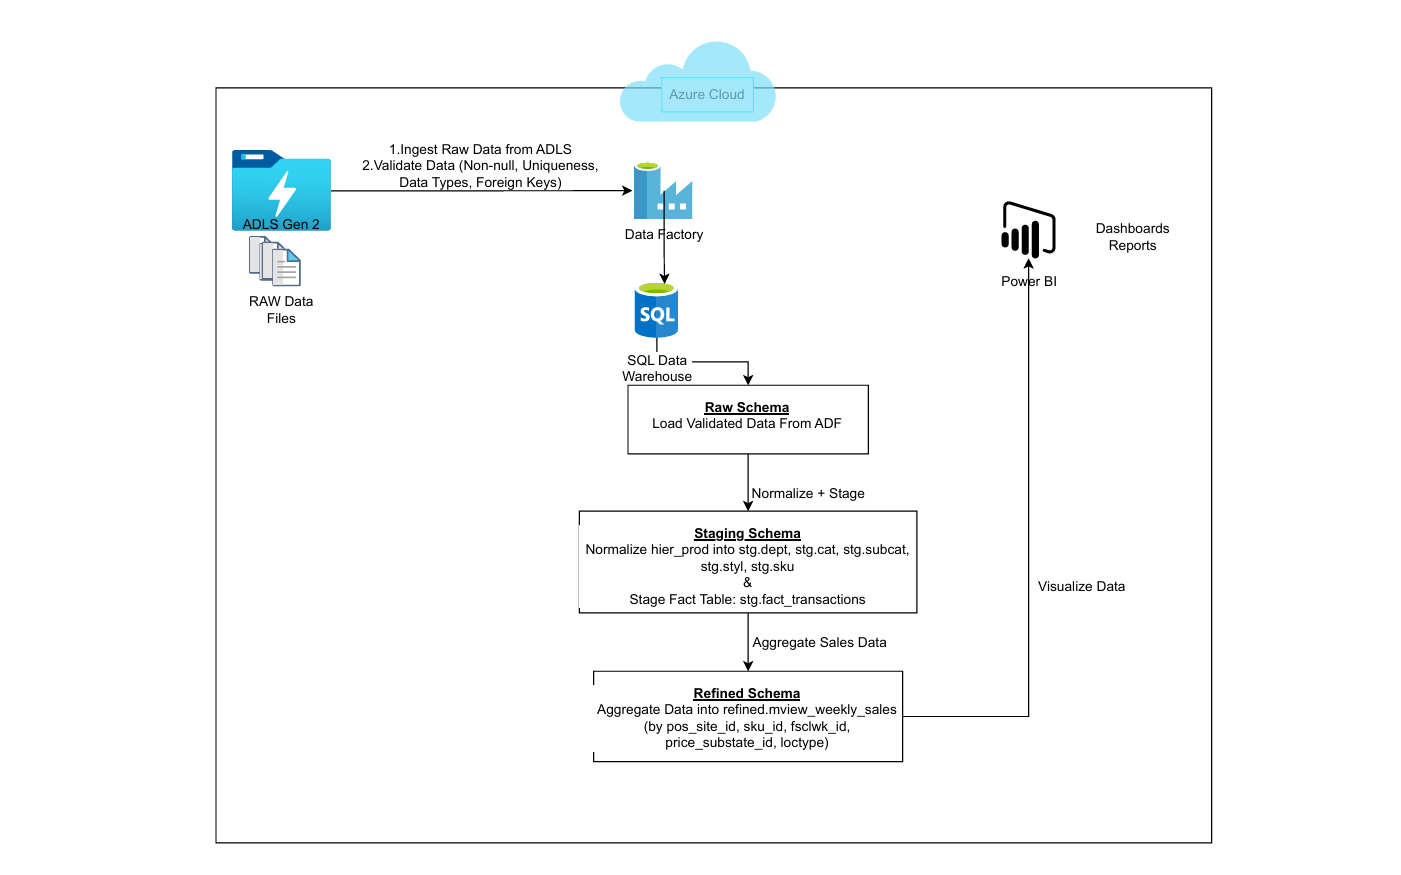 Azure Cloud
1.Ingest Raw Data from ADLS
2.Validate Data (Non-null, Uniqueness,
Data Types, Foreign Keys)
ADLS Gen 2
RAW Data
Files
Data Factory
SQL
SQL Data
Warehouse
Raw Schema
Load Validated Data From ADF
Normalize + Stage
Staging Schema
Normalize hier_prod into stg.dept, stg.cat, stg.subcat,
stg.styl, stg.sku
&
Stage Fact Table: stg.fact_transactions
Aggregate Sales Data
Refined Schema
Aggregate Data into refined.mview_weekly_sales
(by pos_site_id, sku_id, fsclwk_id,
price_substate_id, loctype)
Visualize Data
Power BI
Dashboards
Reports